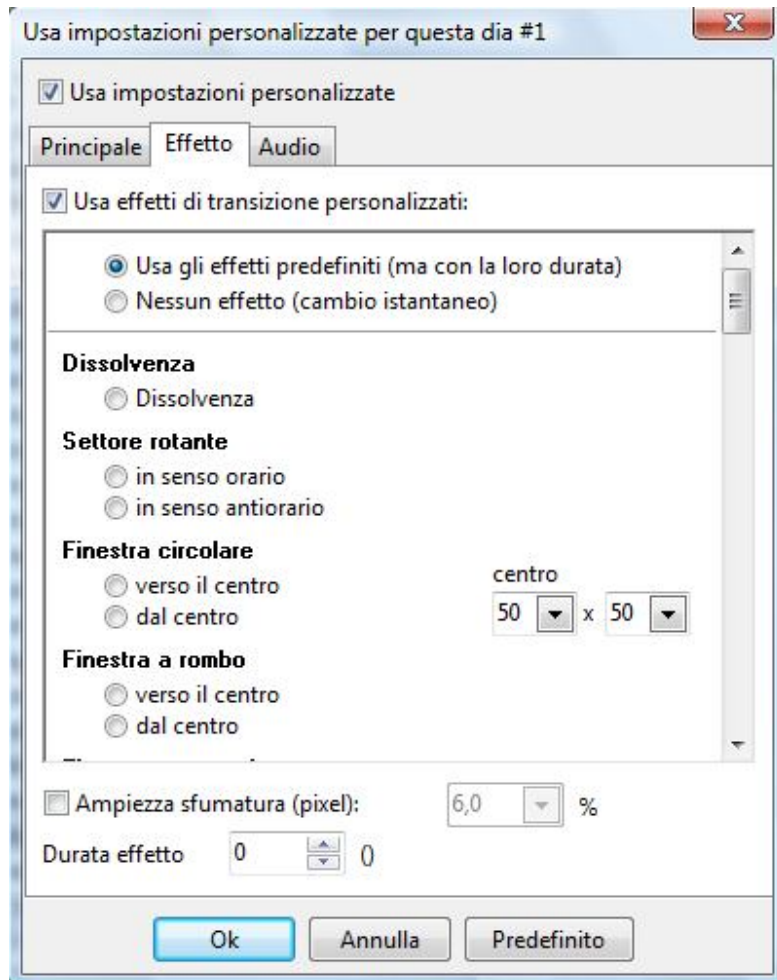 Usa impostazioni personalizzate per questa dia #1
Usa impostazioni personalizzate
Principale Effetto Audio
Usa effetti di transizione personalizzati:
Usa gli effetti predefiniti (ma con la loro durata)
Nessun effetto (cambio istantaneo)
Dissolvenza
Dissolvenza
Settore rotante
in senso orario
in senso antiorario
Finestra circolare
verso il centro
dal centro
centro
50 x 50
Finestra a rombo
verso il centro
dal centro
Ampiezza sfumatura (pixel): 6,0 %
Durata effetto 0 ()
Ok Annulla Predefinito